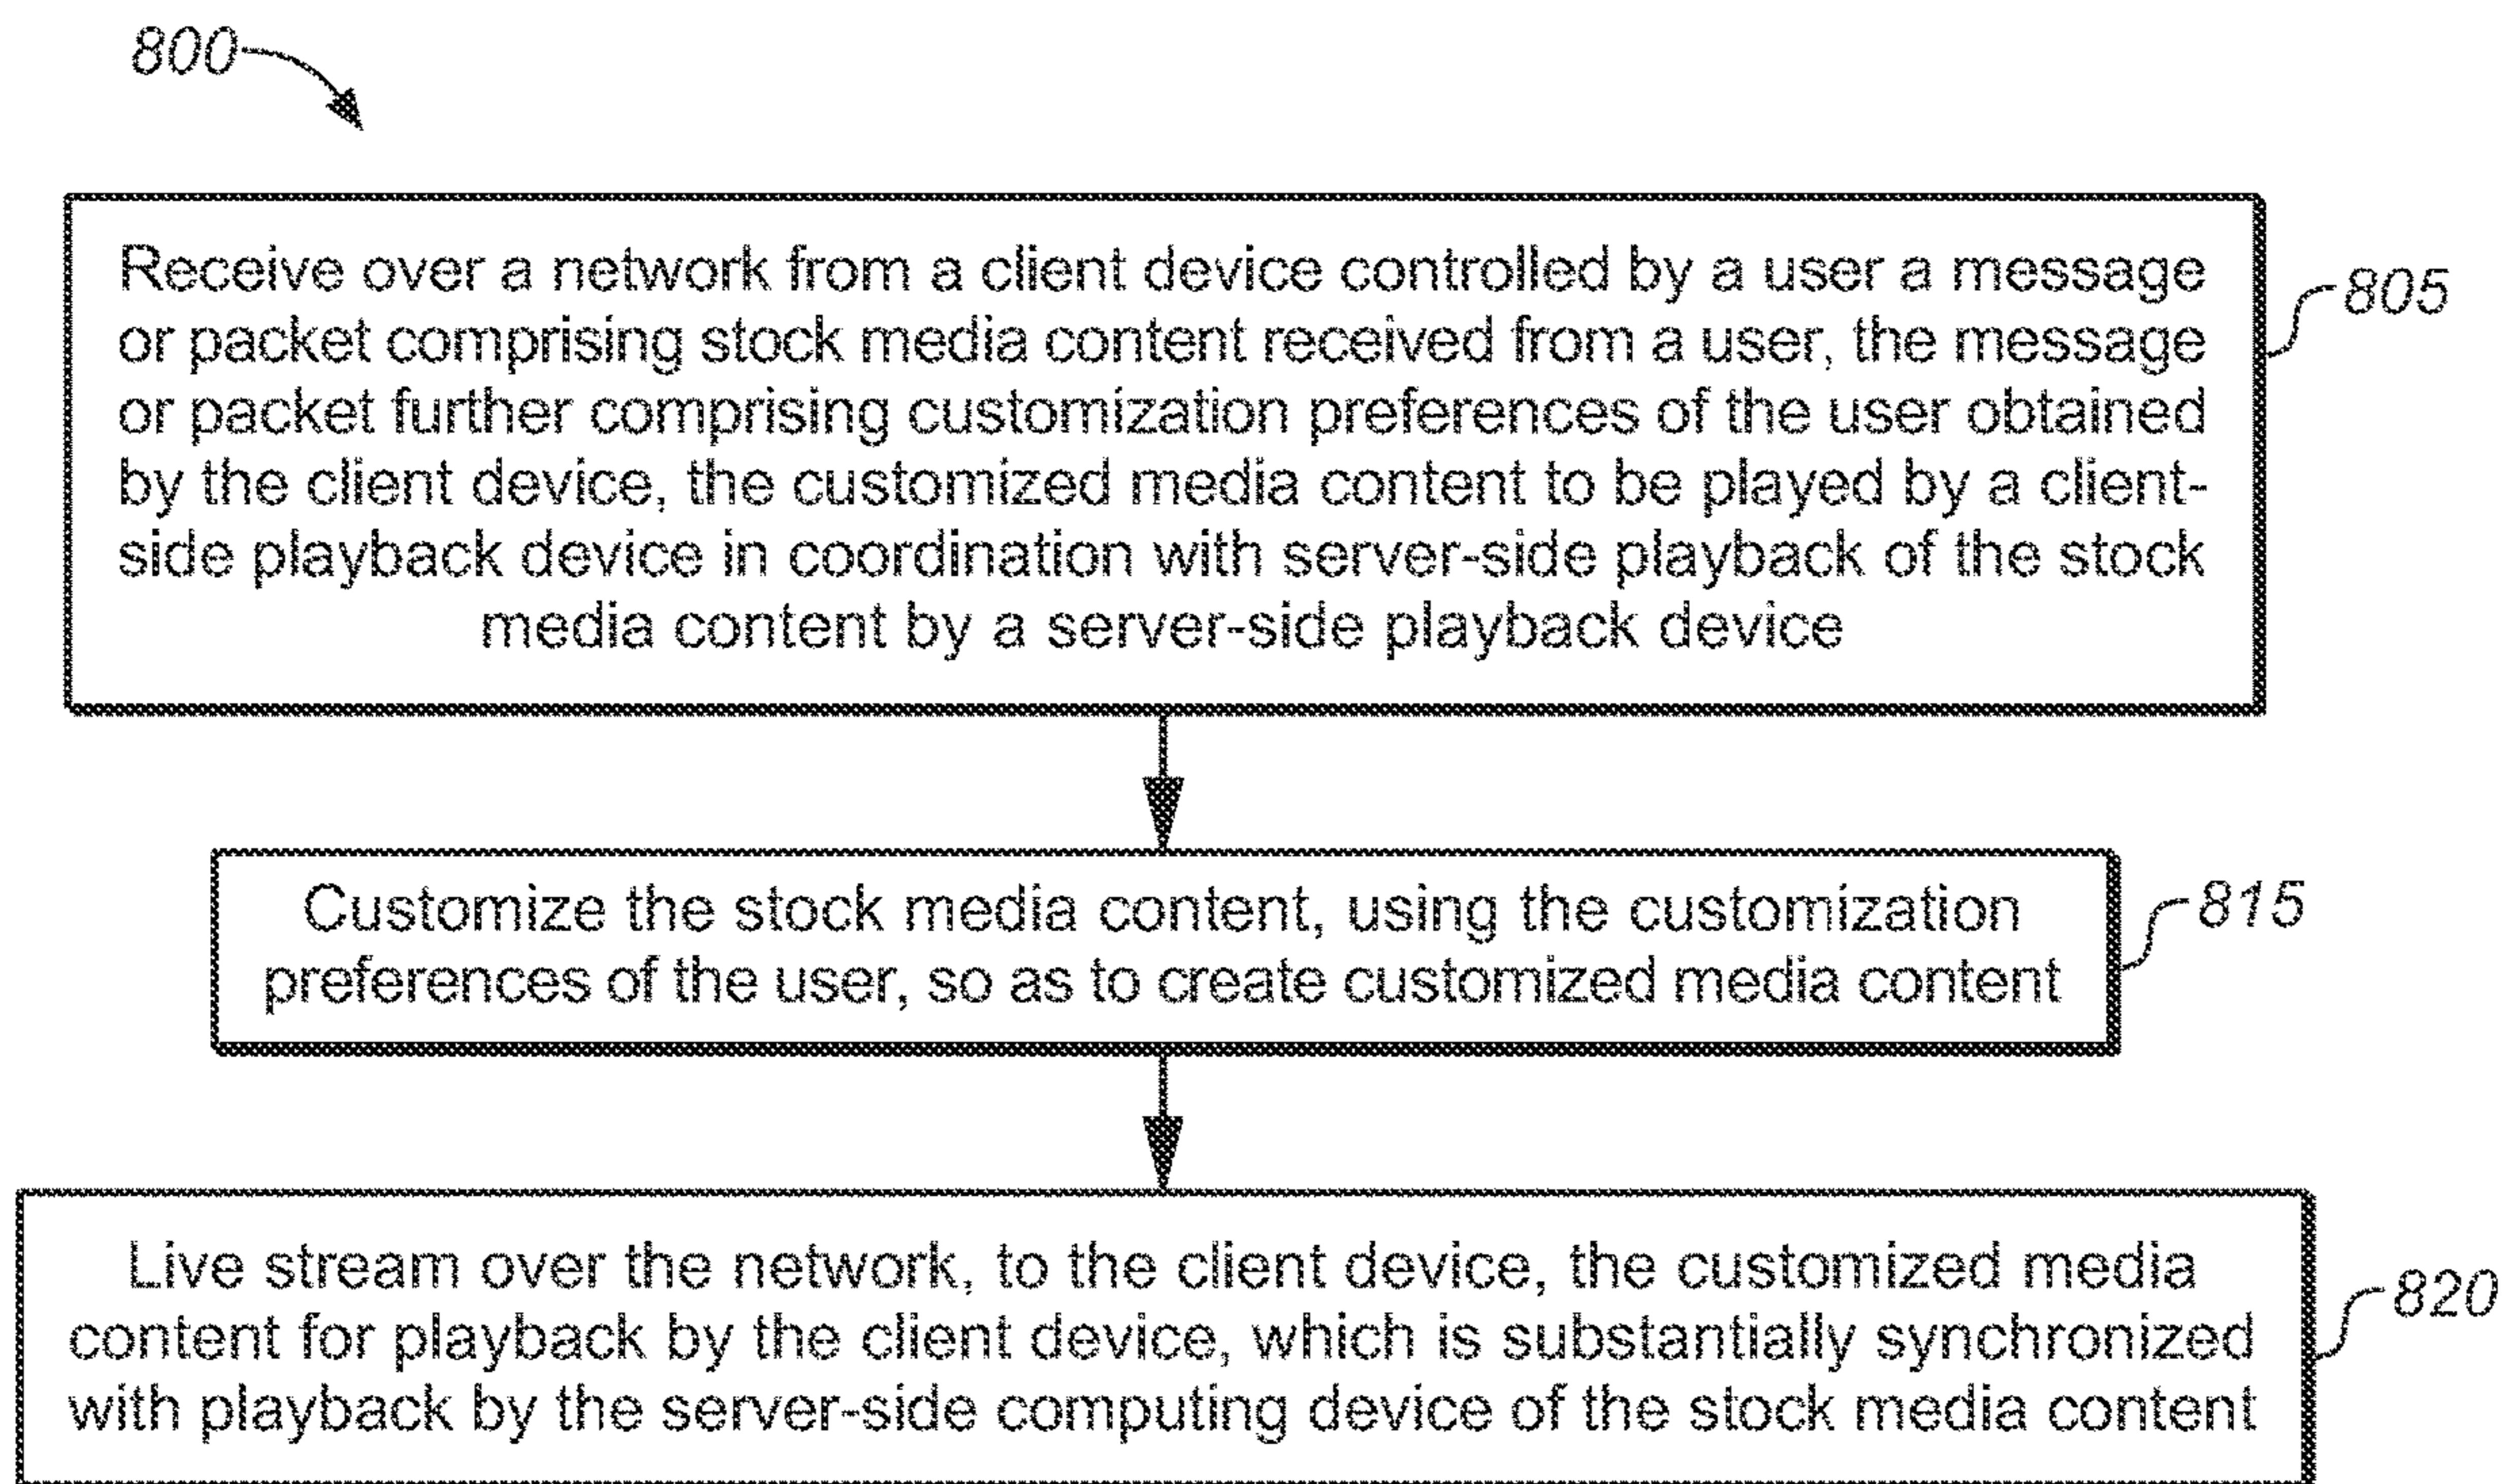 800
Receive over a network from a client device controlled by a user a message
or packet comprising stock media content received from a user, the message
or packet further comprising customization preferences of the user obtained
by the client device, the customized media content to be played by a client-
side playback device in coordination with server-side playback of the stock
media content by a server-side playback device
805
Customize the stock media content, using the customization
preferences of the user, so as to create customized media content
815
Live stream over the network, to the client device, the customized media
content for playback by the client device, which is substantially synchronized
with playback by the server-side computing device of the stock media content
820